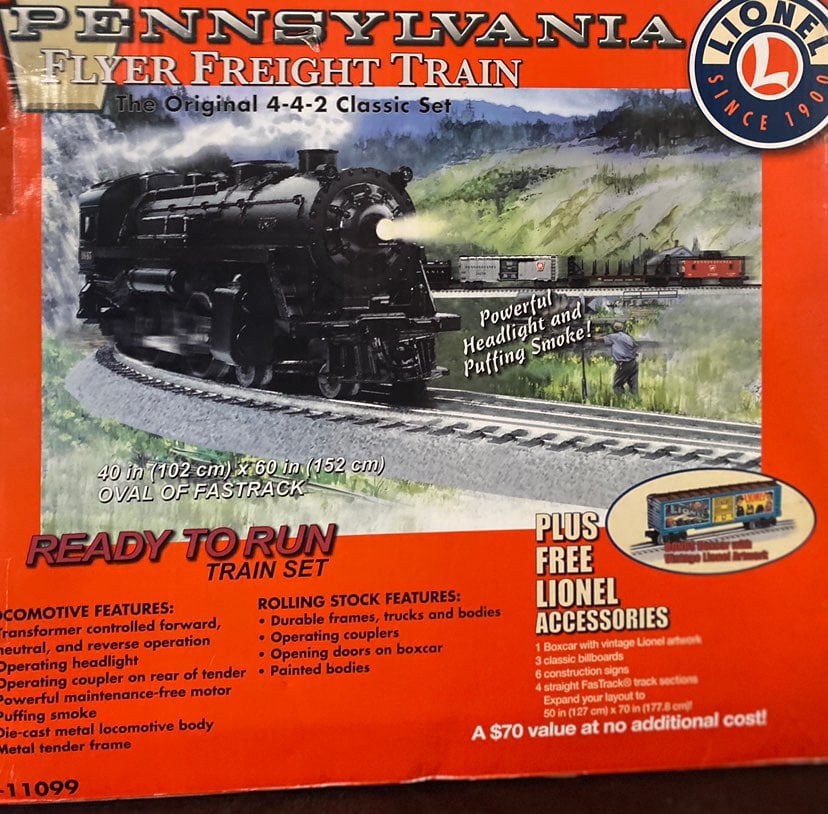 PENNSYLVANIA
FLYER FREIGHT TRAIN
The Original 4-4-2 Classic Set
LIONEL
L
SINCE 1900
PENNSYLVANIA
Powerful
Headlight and
Puffing Smoke!
40 in (102 cm) x 60 in (152 cm)
OVAL OF FASTRACK
READY TO RUN
TRAIN SET
OCOMOTIVE FEATURES:
Transformer controlled forward,
neutral, and reverse operation
Operating headlight
Operating coupler on rear of tender
Powerful maintenance-free motor
Puffing smoke
Die-cast metal locomotive body
Metal tender frame
-11099
ROLLING STOCK FEATURES:
• Durable frames, trucks and bodies
• Operating couplers
• Opening doors on boxcar
• Painted bodies
PLUS
FREE
LIONEL
ACCESSORIES
LIONEL
with
Vintage Lionel Artwork
1 Boxcar with vintage Lionel artwork
3 classic billboards
6 construction signs
4 straight FasTrack® track sections
Expand your layout to
50 in (127 cm) x 70 in (177.8 cm)!
A $70 value at no additional cost!